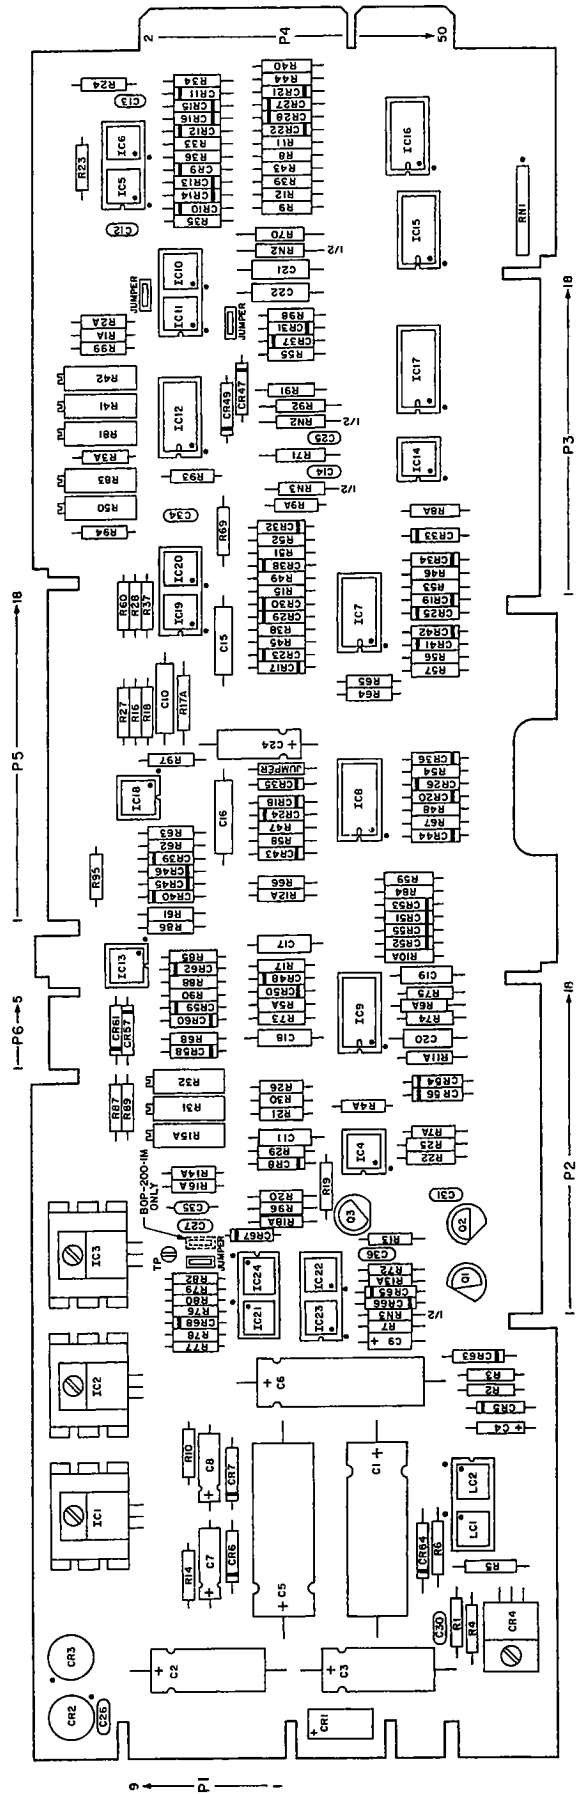 2
P4
50
R24
C13
R34
CR11
CR15
CR16
CR12
R33
R36
CR9
CR13
CR14
CR10
R35
R40
R44
CR21
CR27
CR28
CR22
R11
R8
R43
R39
R12
R9
R23
IC6
IC5
C12
IC16
RN1
IC15
R70
RN2
1/2
C21
C22
JUMPER
IC10
IC11
JUMPER
R2A
R1A
R99
R98
CR31
CR37
R55
R42
R41
R81
R3A
R83
R50
R94
IC12
CR49
CR47
R91
R92
RN2
1/2
C25
R71
C14
RN3
1/2
R9A
R93
C34
R69
IC17
IC14
18
P3
1
R8A
CR33
CR34
R46
R53
CR19
CR25
CR42
CR41
R56
R57
CR32
R52
R51
CR38
R49
R15
CR30
CR29
R38
R45
CR23
CR17
IC20
IC19
C15
IC7
R65
R64
R60
R28
R37
18
P5
1
R27
R16
R18
C10
R17A
R97
IC18
C24
+
JUMPER
CR35
CR18
CR24
R47
R58
CR43
C16
IC8
CR36
R54
CR26
CR20
R48
R67
CR44
R63
R62
CR39
CR46
CR45
CR40
R61
R86
R95
R66
R12A
R59
R84
CR53
CR51
CR55
CR52
R10A
IC13
R85
CR62
R88
R90
CR59
CR60
R68
CR58
C17
R17
CR48
CR50
R5A
R73
C18
IC9
C19
R75
R6A
R74
C20
R11A
1
P6
5
CR61
CR57
R87
R89
R32
R31
R15A
R26
R30
R21
C11
R29
CR8
R4A
IC4
CR54
CR56
R7A
R25
R22
18
P2
1
BOP-200-1M
ONLY
R14A
R16A
C35
C27
R20
R96
R18A
R19
CR67
Q3
C31
Q2
Q1
R13
C36
IC3
TP
JUMPER
R82
R79
R80
R76
CR68
R78
R77
IC24
IC21
IC22
IC23
R72
R13A
CR65
CR66
RN3
1/2
R7
C9
+
IC2
C6
+
CR63
R3
R2
CR5
C4
+
IC1
R10
C8
+
CR7
R14
C7
+
CR6
C5
+
C1
+
CR64
R6
LC2
LC1
R5
C30
R1
R4
CR4
CR3
CR2
C26
C2
+
C3
+
CR1
+
9
P1
1